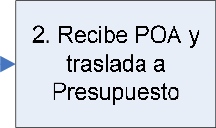 2. Recibe POA y
traslada a
Presupuesto